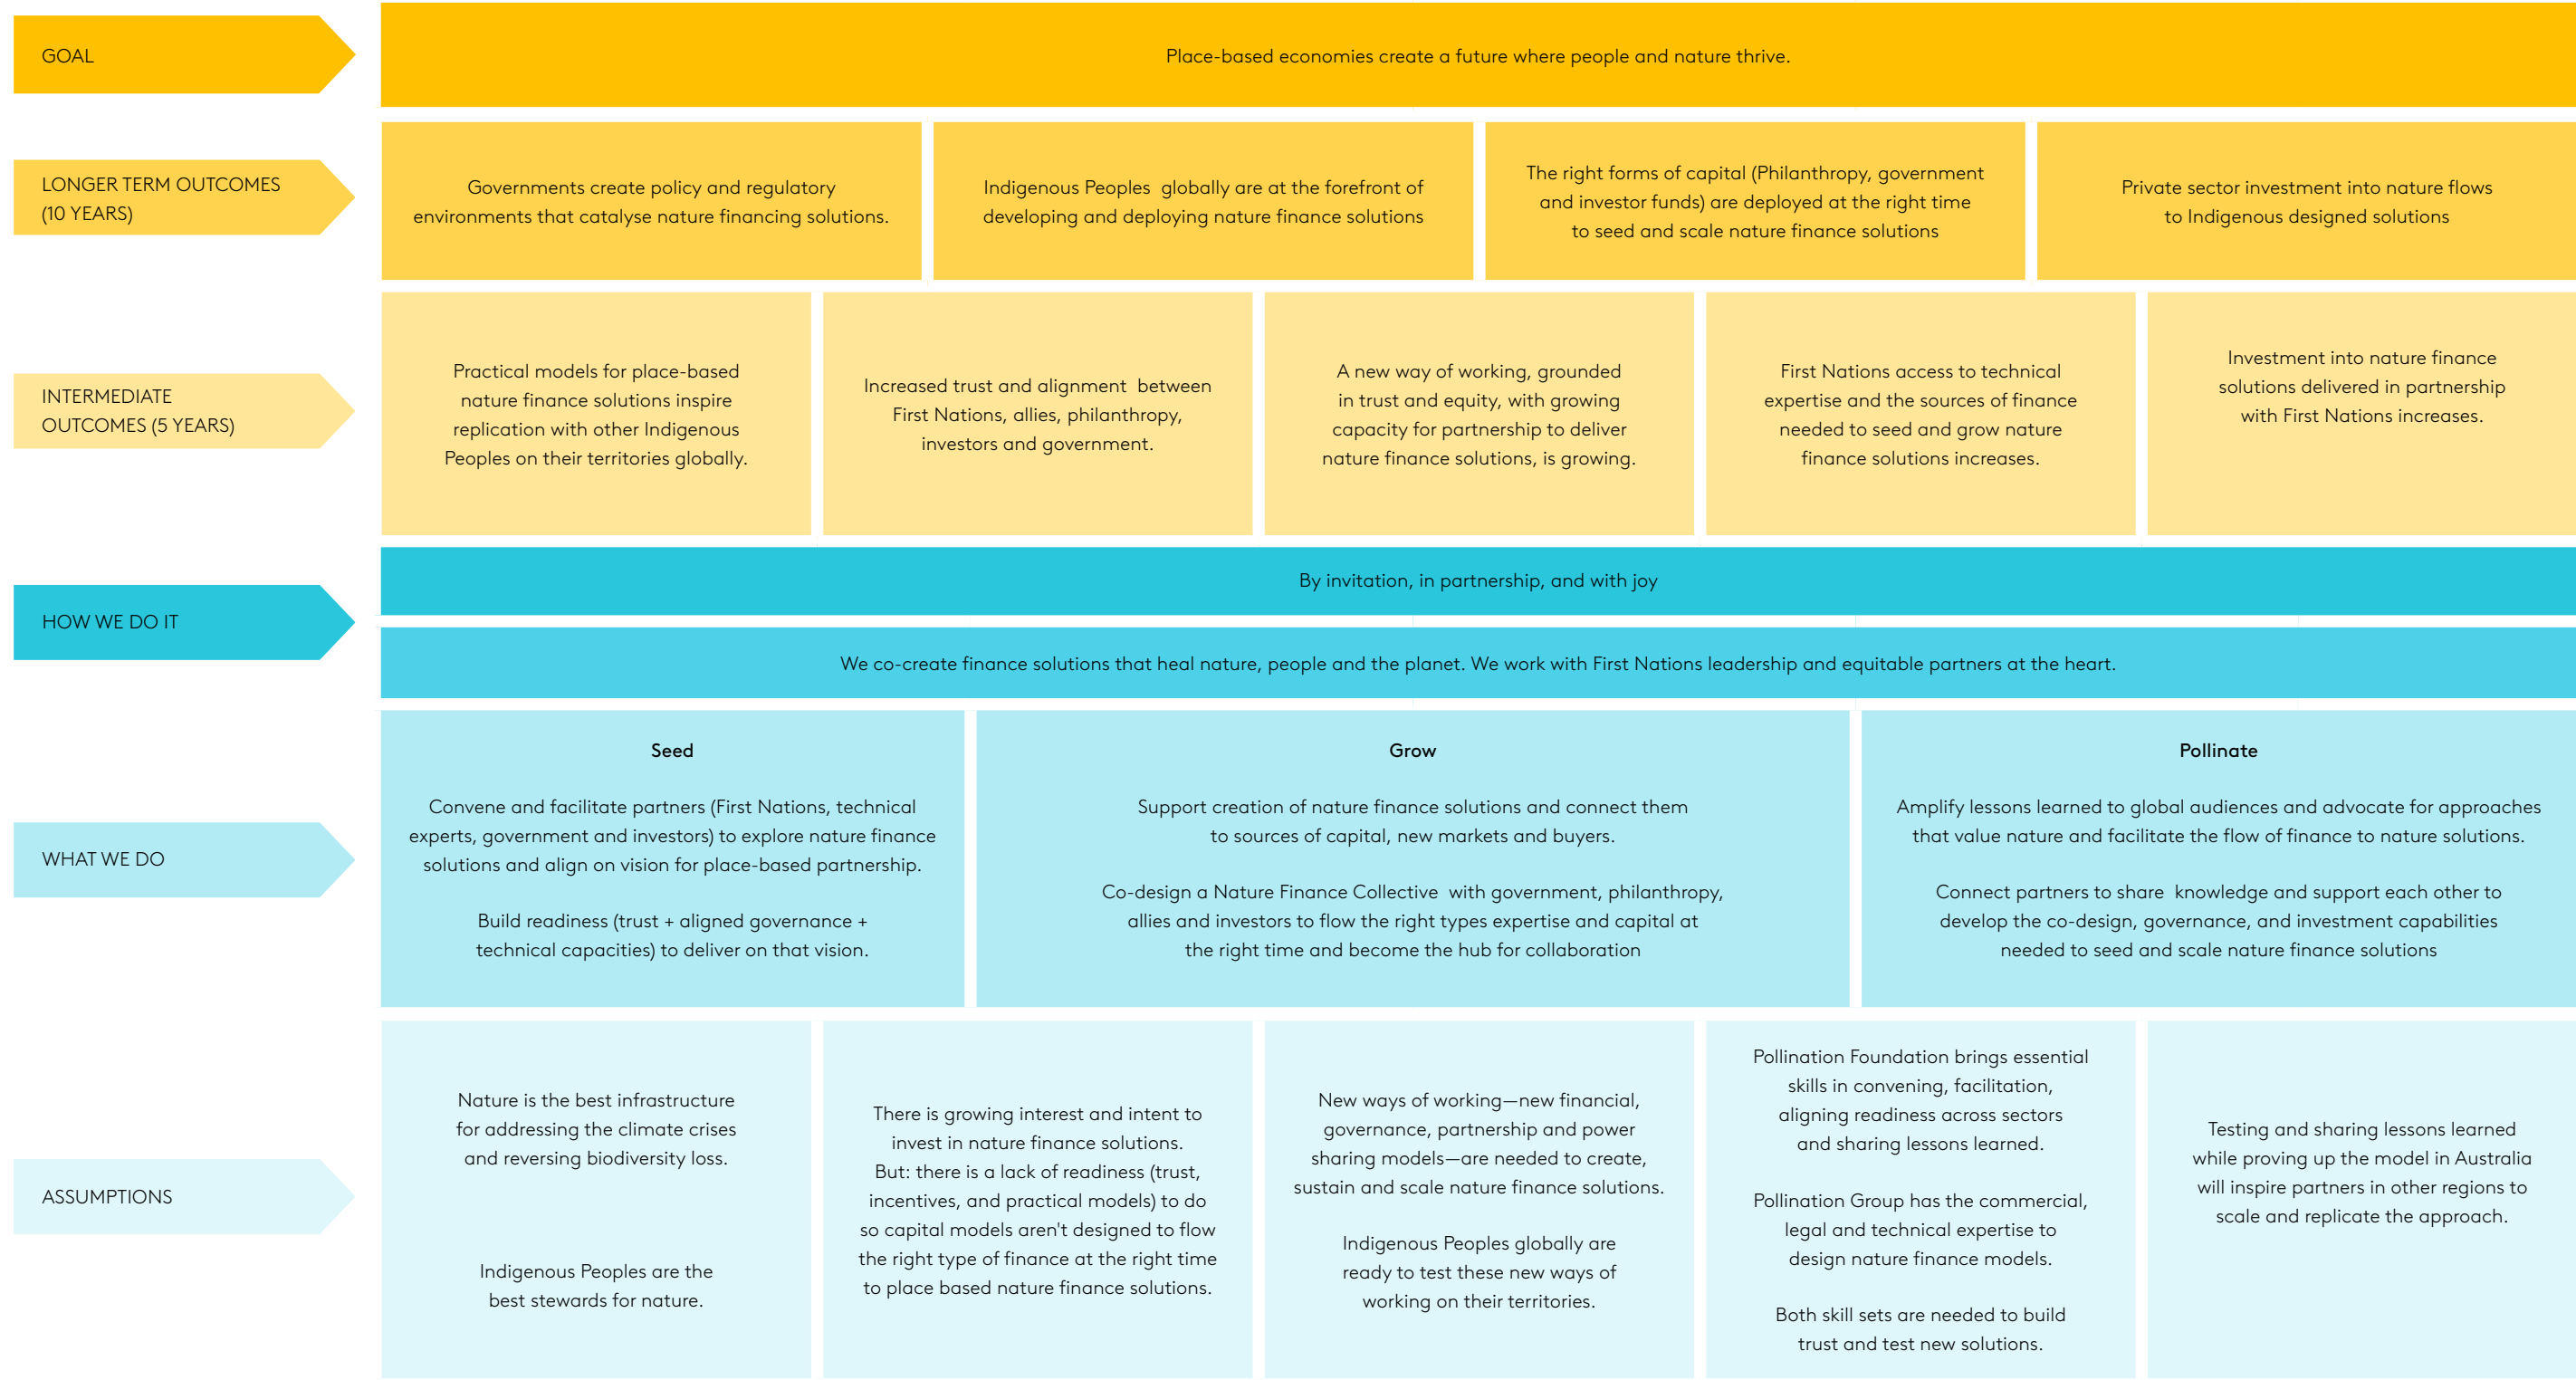 GOAL
Place-based economies create a future where people and nature thrive.
LONGER TERM OUTCOMES
(10 YEARS)
Governments create policy and regulatory
environments that catalyse nature financing solutions.
Indigenous Peoples  globally are at the forefront of
developing and deploying nature finance solutions
The right forms of capital (Philanthropy, government
and investor funds) are deployed at the right time
to seed and scale nature finance solutions
Private sector investment into nature flows
to Indigenous designed solutions
INTERMEDIATE
OUTCOMES (5 YEARS)
Practical models for place-based
nature finance solutions inspire
replication with other Indigenous
Peoples on their territories globally.
Increased trust and alignment  between
First Nations, allies, philanthropy,
investors and government.
A new way of working, grounded
in trust and equity, with growing
capacity for partnership to deliver
nature finance solutions, is growing.
First Nations access to technical
expertise and the sources of finance
needed to seed and grow nature
finance solutions increases.
Investment into nature finance
solutions delivered in partnership
with First Nations increases.
HOW WE DO IT
By invitation, in partnership, and with joy
We co-create finance solutions that heal nature, people and the planet. We work with First Nations leadership and equitable partners at the heart.
WHAT WE DO
Seed
Convene and facilitate partners (First Nations, technical
experts, government and investors) to explore nature finance
solutions and align on vision for place-based partnership.
Build readiness (trust + aligned governance +
technical capacities) to deliver on that vision.
Grow
Support creation of nature finance solutions and connect them
to sources of capital, new markets and buyers.
Co-design a Nature Finance Collective  with government, philanthropy,
allies and investors to flow the right types expertise and capital at
the right time and become the hub for collaboration
Pollinate
Amplify lessons learned to global audiences and advocate for approaches
that value nature and facilitate the flow of finance to nature solutions.
Connect partners to share  knowledge and support each other to
develop the co-design, governance, and investment capabilities
needed to seed and scale nature finance solutions
ASSUMPTIONS
Nature is the best infrastructure
for addressing the climate crises
and reversing biodiversity loss.
Indigenous Peoples are the
best stewards for nature.
There is growing interest and intent to
invest in nature finance solutions.
But: there is a lack of readiness (trust,
incentives, and practical models) to do
so capital models aren't designed to flow
the right type of finance at the right time
to place based nature finance solutions.
New ways of working—new financial,
governance, partnership and power
sharing models—are needed to create,
sustain and scale nature finance solutions.
Indigenous Peoples globally are
ready to test these new ways of
working on their territories.
Pollination Foundation brings essential
skills in convening, facilitation,
aligning readiness across sectors
and sharing lessons learned.
Pollination Group has the commercial,
legal and technical expertise to
design nature finance models.
Both skill sets are needed to build
trust and test new solutions.
Testing and sharing lessons learned
while proving up the model in Australia
will inspire partners in other regions to
scale and replicate the approach.